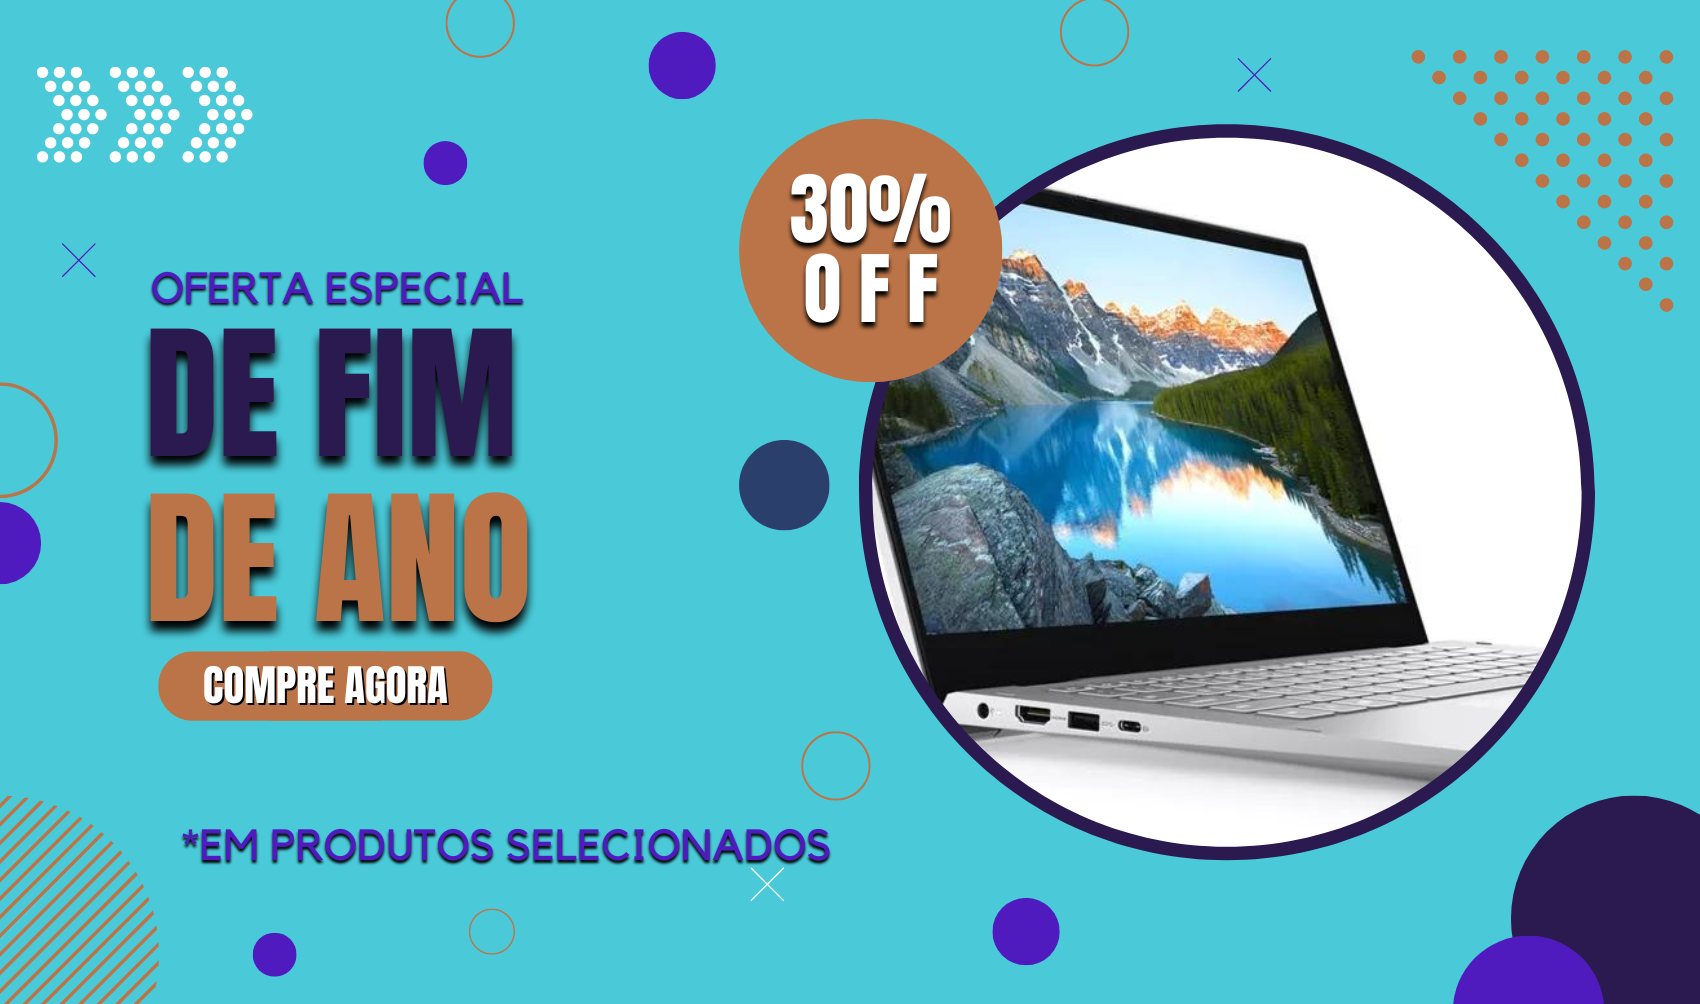 30%
OFF
OFERTA ESPECIAL
DE FIM
DE ANO
COMPRE AGORA
*EM PRODUTOS SELECIONADOS